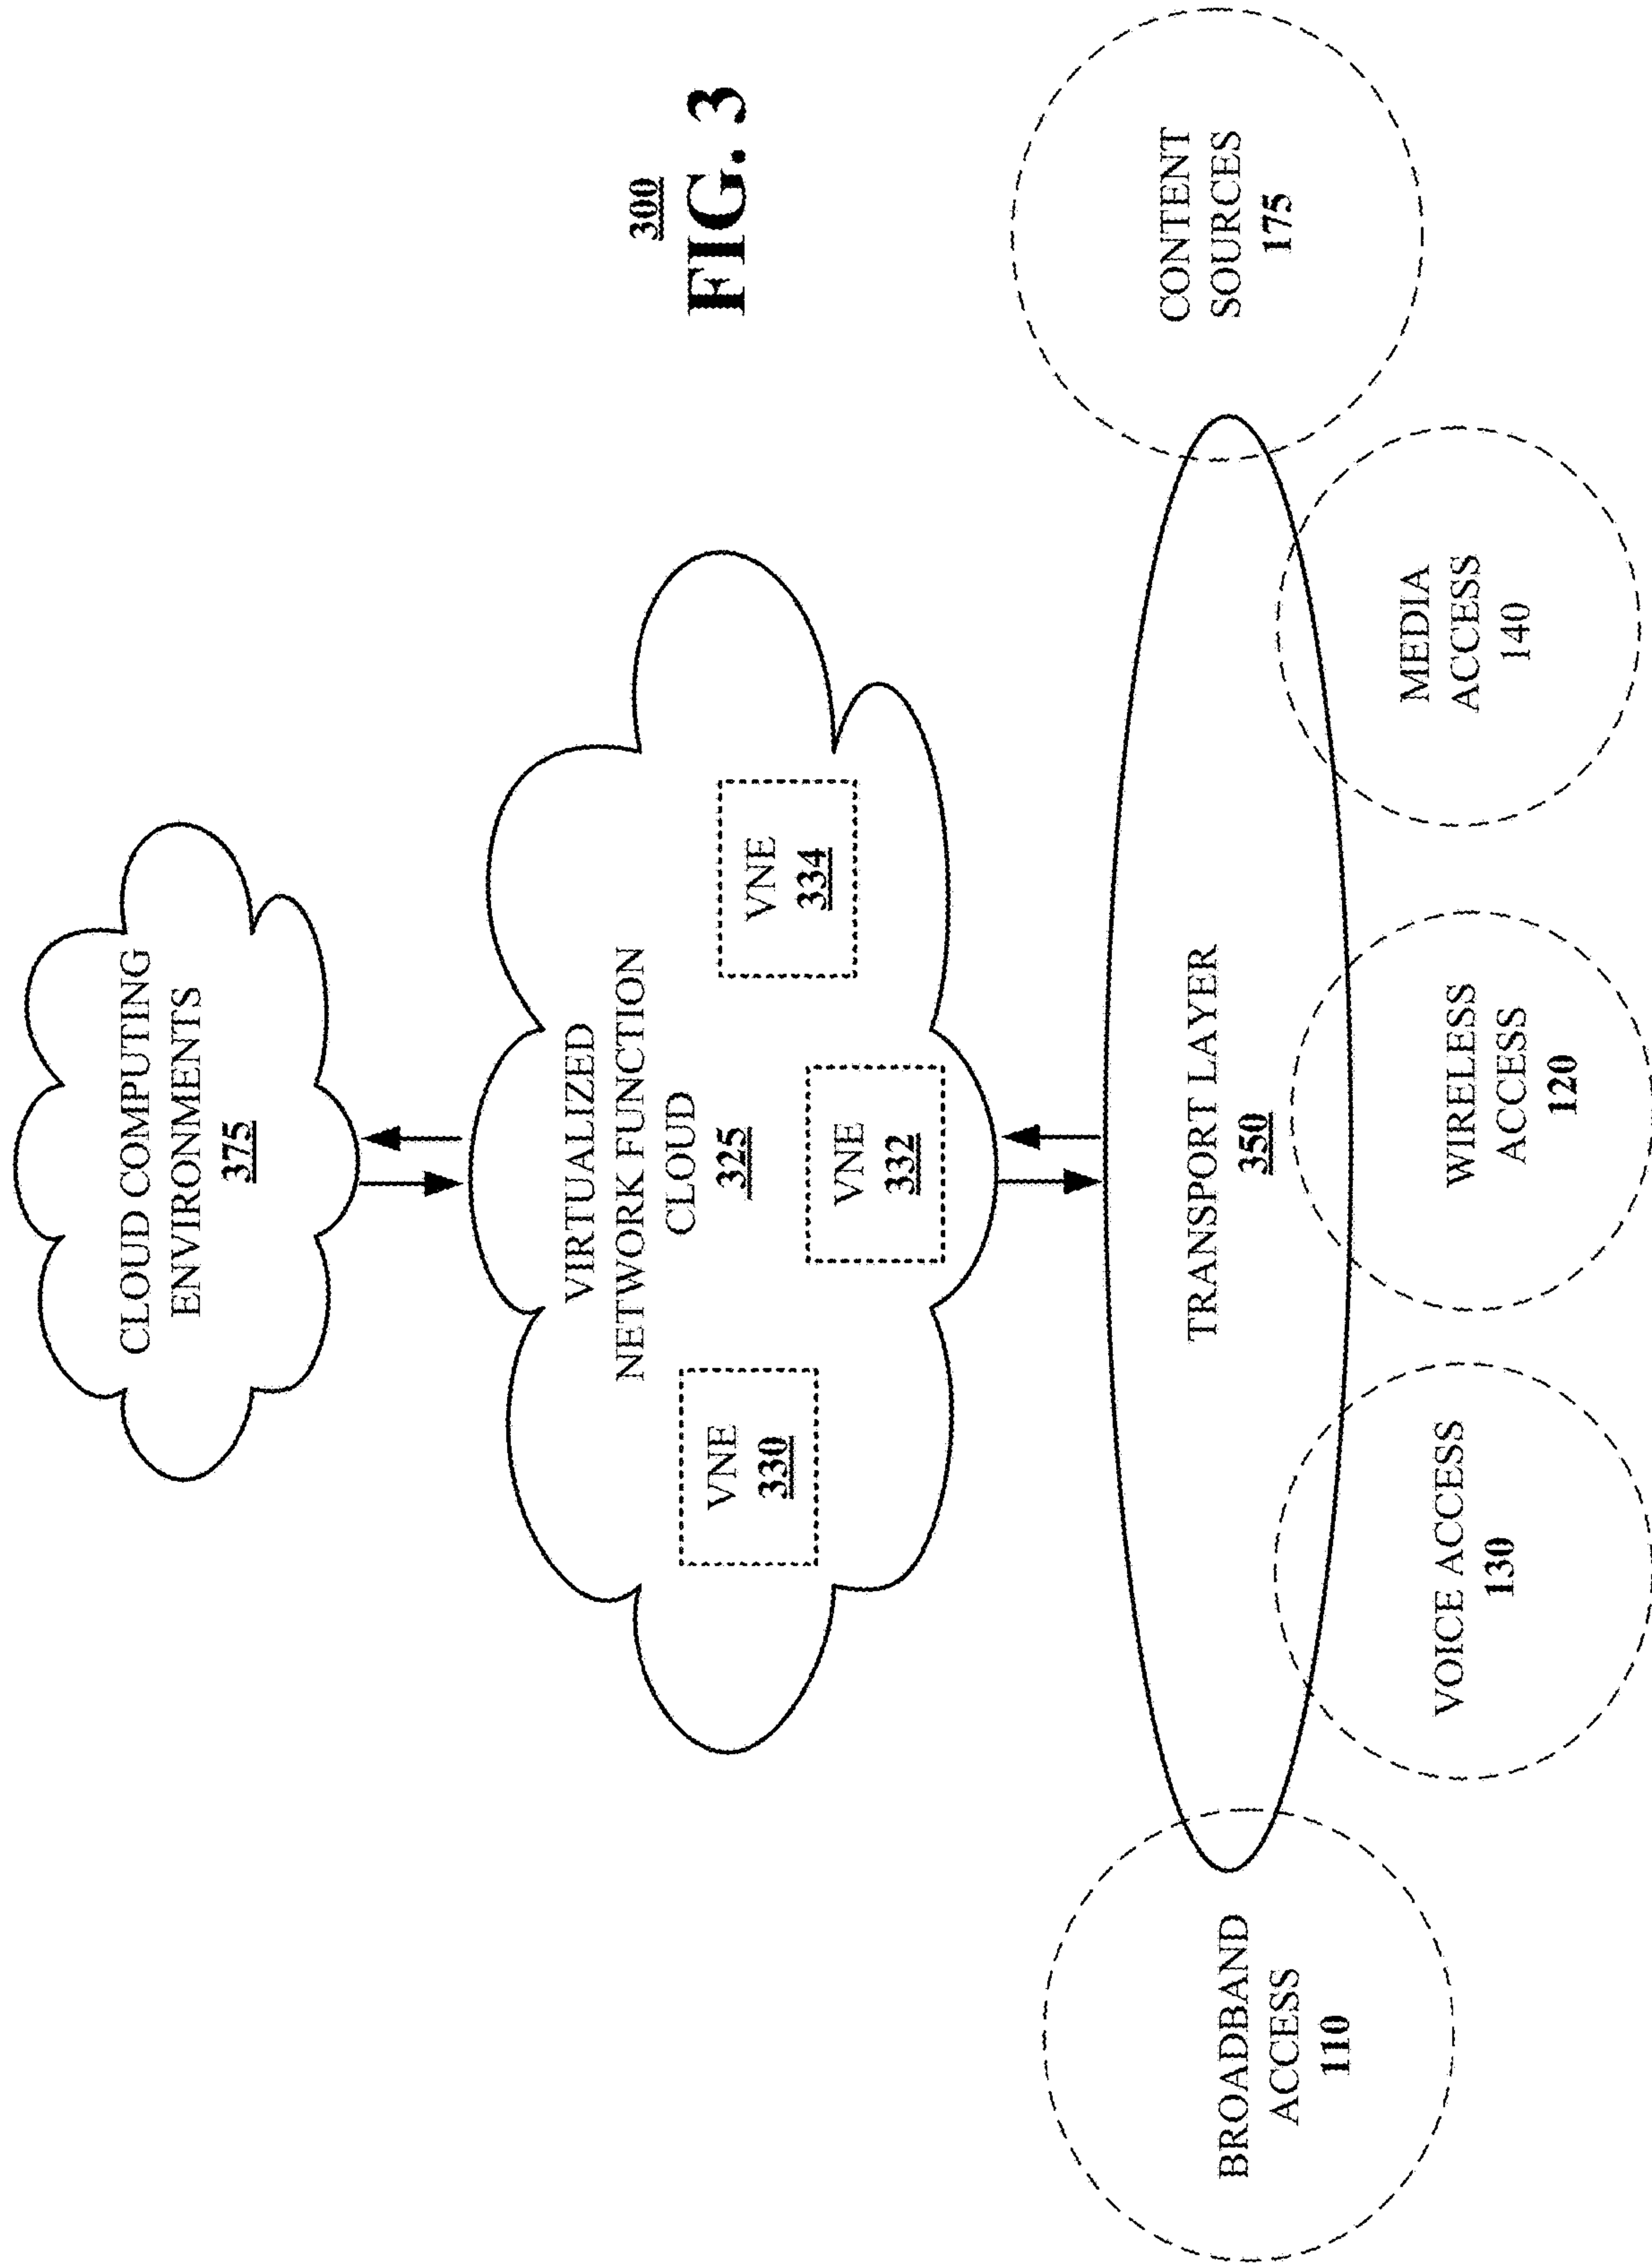 CLOUD COMPUTING
ENVIRONMENTS
375
VIRTUALIZED
NETWORK FUNCTION
CLOUD
325
VNE
330
VNE
332
VNE
334
300
FIG. 3
TRANSPORT LAYER
350
BROADBAND
ACCESS
110
VOICE ACCESS
130
WIRELESS
ACCESS
120
MEDIA
ACCESS
140
CONTENT
SOURCES
175